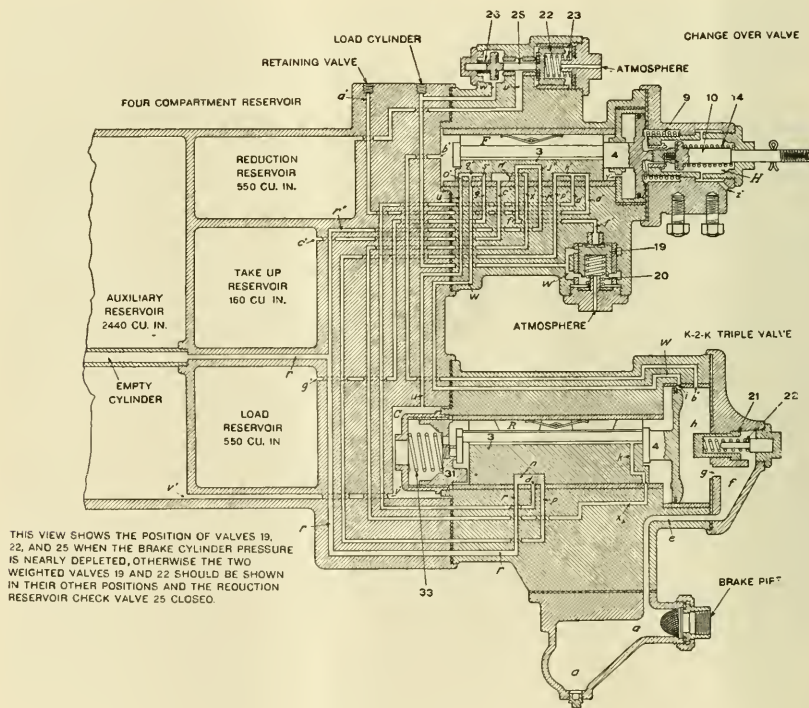 26 25 22 23
LOAD CYLINDER
CHANGE OVER VALVE
RETAINING VALVE
ATMOSPHERE
FOUR COMPARTMENT RESERVOIR
9 10 14
F
3
4
H
REDUCTION
RESERVOIR
550 CU. IN.
TAKE UP
RESERVOIR
160 CU IN.
19
20
AUXILIARY
RESERVOIR
2440 CU. IN.
ATMOSPHERE
K-2-K TRIPLE VALVE
EMPTY
CYLINDER
LOAD
RESERVOIR
550 CU IN
r
g'
u
W
i
b
h
21
22
C
R
3
4
31
k
g
f
n
d
p
e
v'
r
THIS VIEW SHOWS THE POSITION OF VALVES 19,
22, AND 25 WHEN THE BRAKE CYLINDER PRESSURE
IS NEARLY DEPLETED, OTHERWISE THE TWO
WEIGHTED VALVES 19 AND 22 SHOULD BE SHOWN
IN THEIR OTHER POSITIONS AND THE REDUCTION
RESERVOIR CHECK VALVE 25 CLOSED.
33
r
BRAKE PIPE
a
a